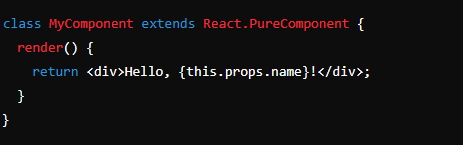 class MyComponent extends React.PureComponent {
  render() {
    return <div>Hello, {this.props.name}!</div>;
  }
}